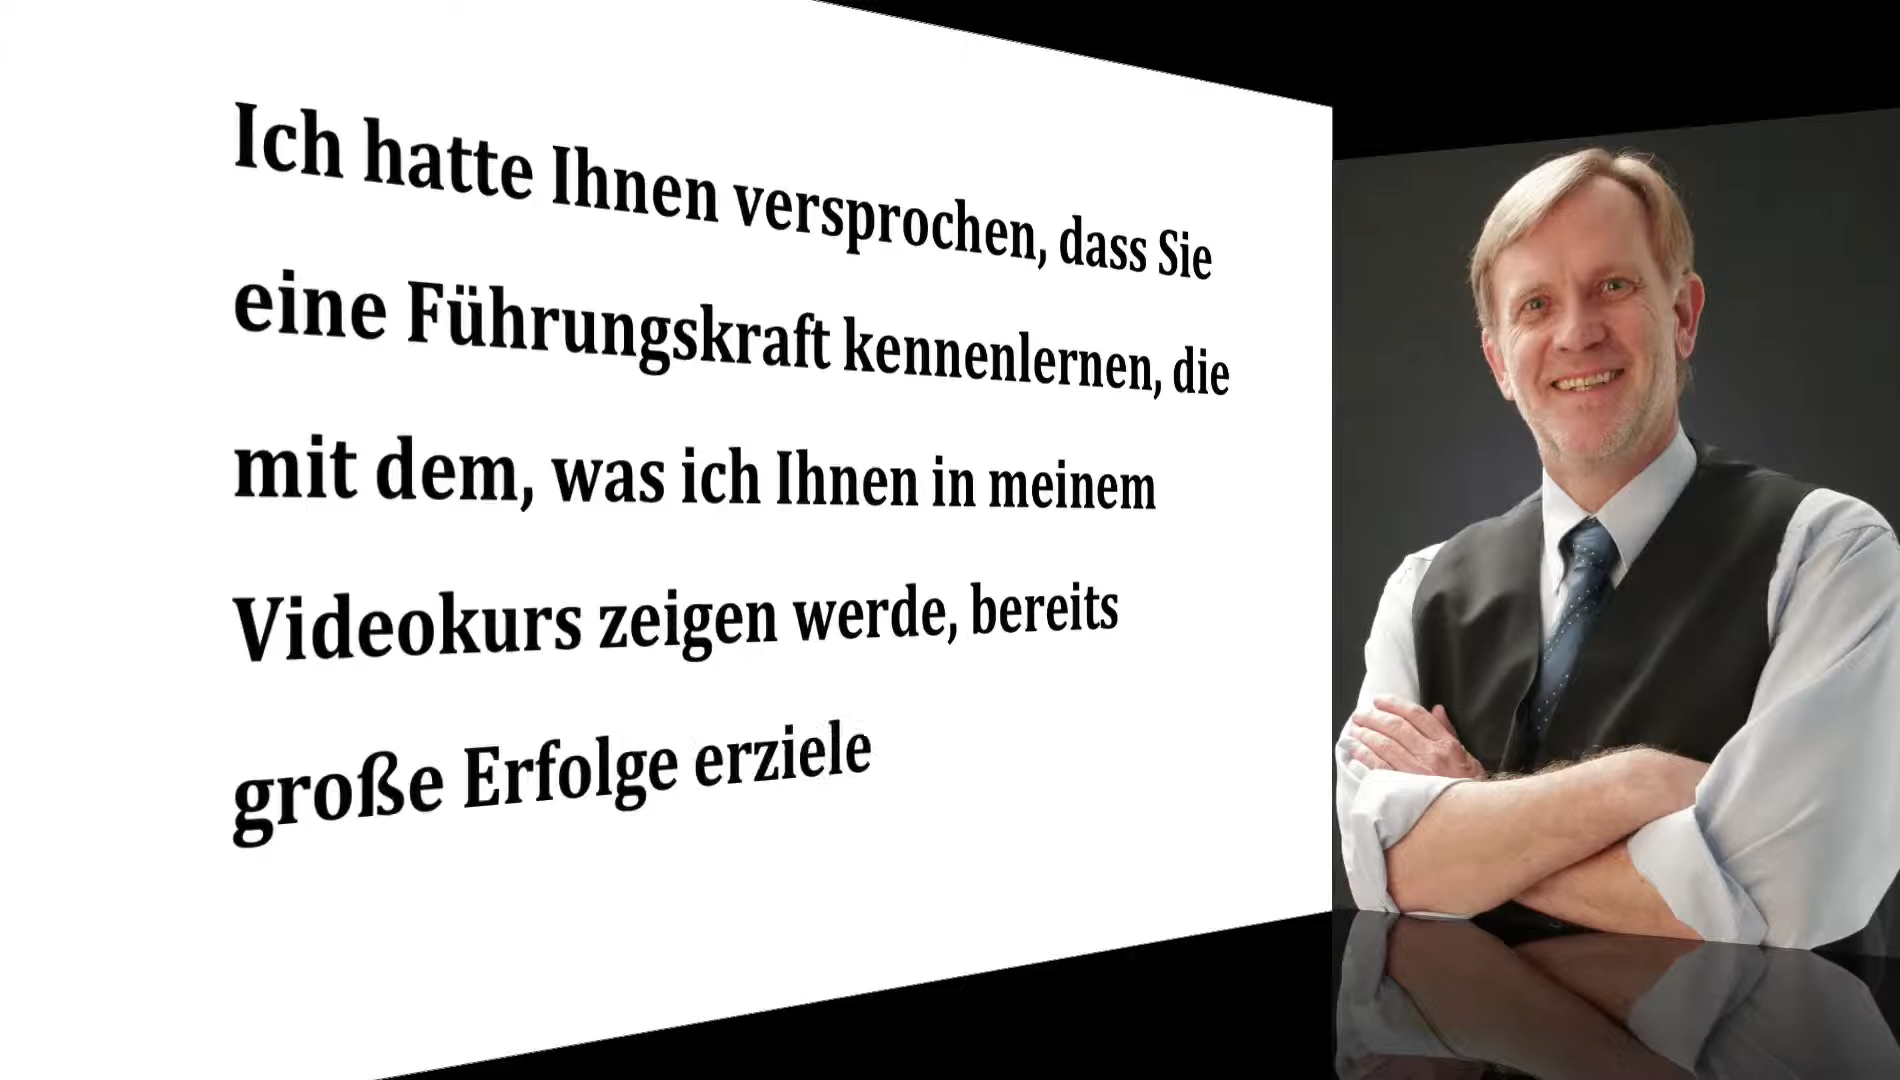 Ich hatte Ihnen versprochen, dass Sie
eine Führungskraft kennenlernen, die
mit dem, was ich Ihnen in meinem
Videokurs zeigen werde, bereits
große Erfolge erziele